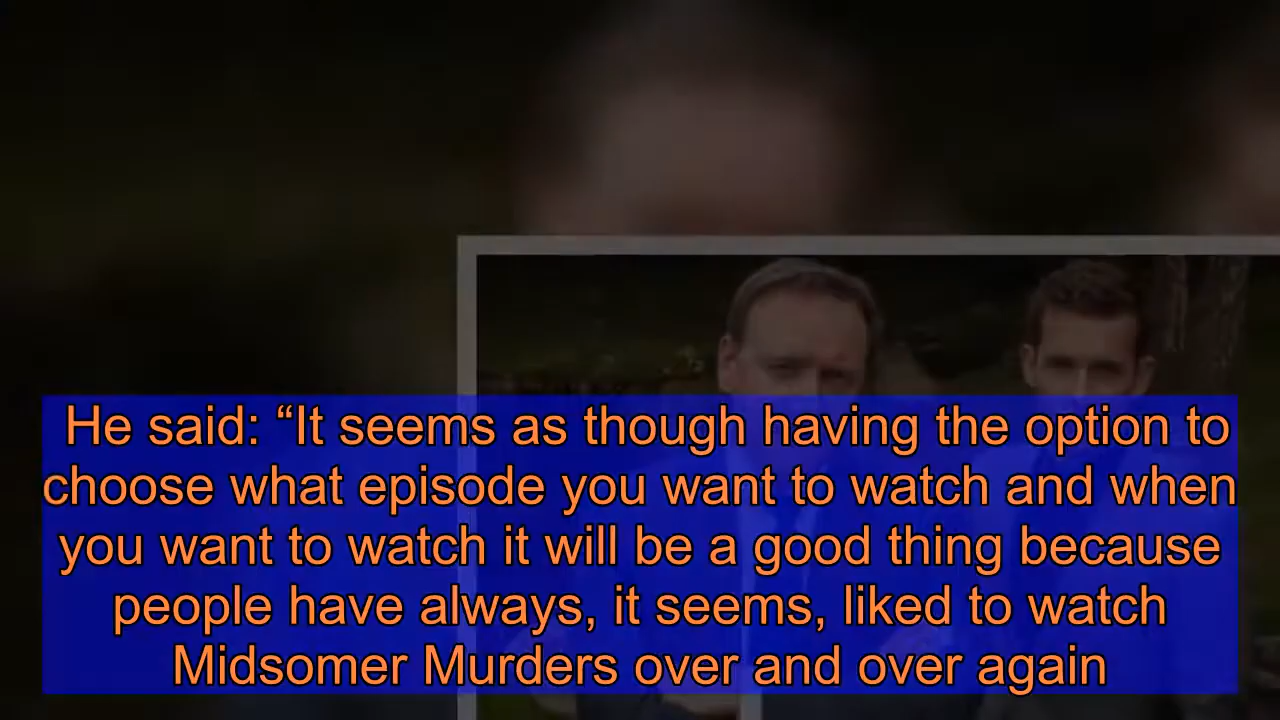 He said: “It seems as though having the option to
choose what episode you want to watch and when
you want to watch it will be a good thing because
people have always, it seems, liked to watch
Midsomer Murders over and over again